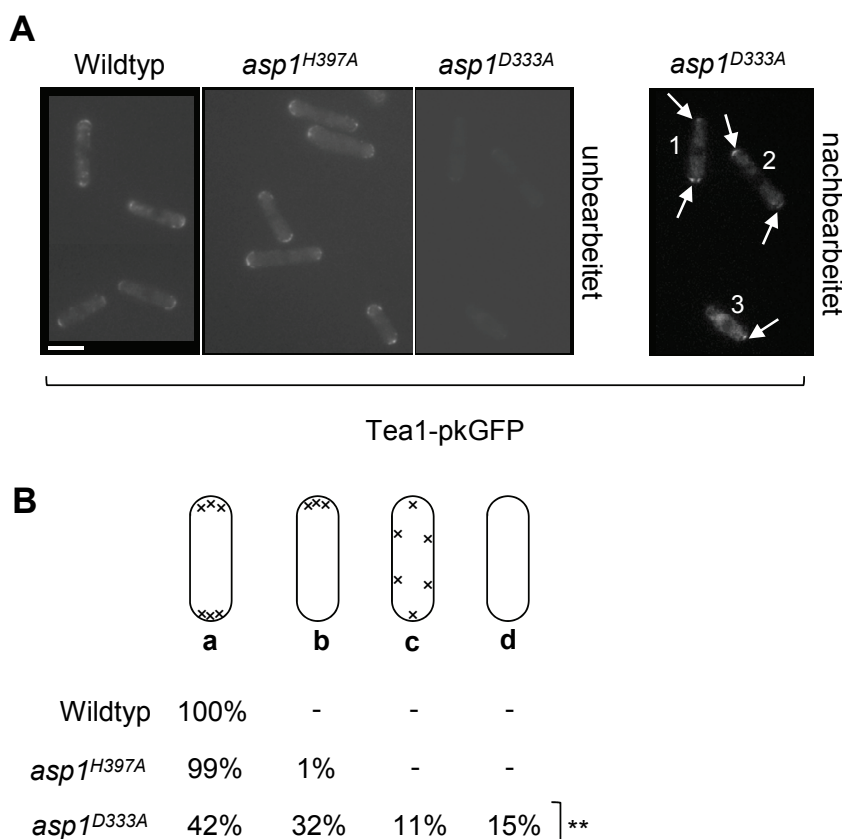 A
Wildtyp asp1H397A asp1D333A asp1D333A
unbearbeitet
1
2
3
nachbearbeitet
Tea1-pkGFP
B
a b c d
Wildtyp 100% - - -
asp1H397A 99% 1% - -
asp1D333A 42% 32% 11% 15% **